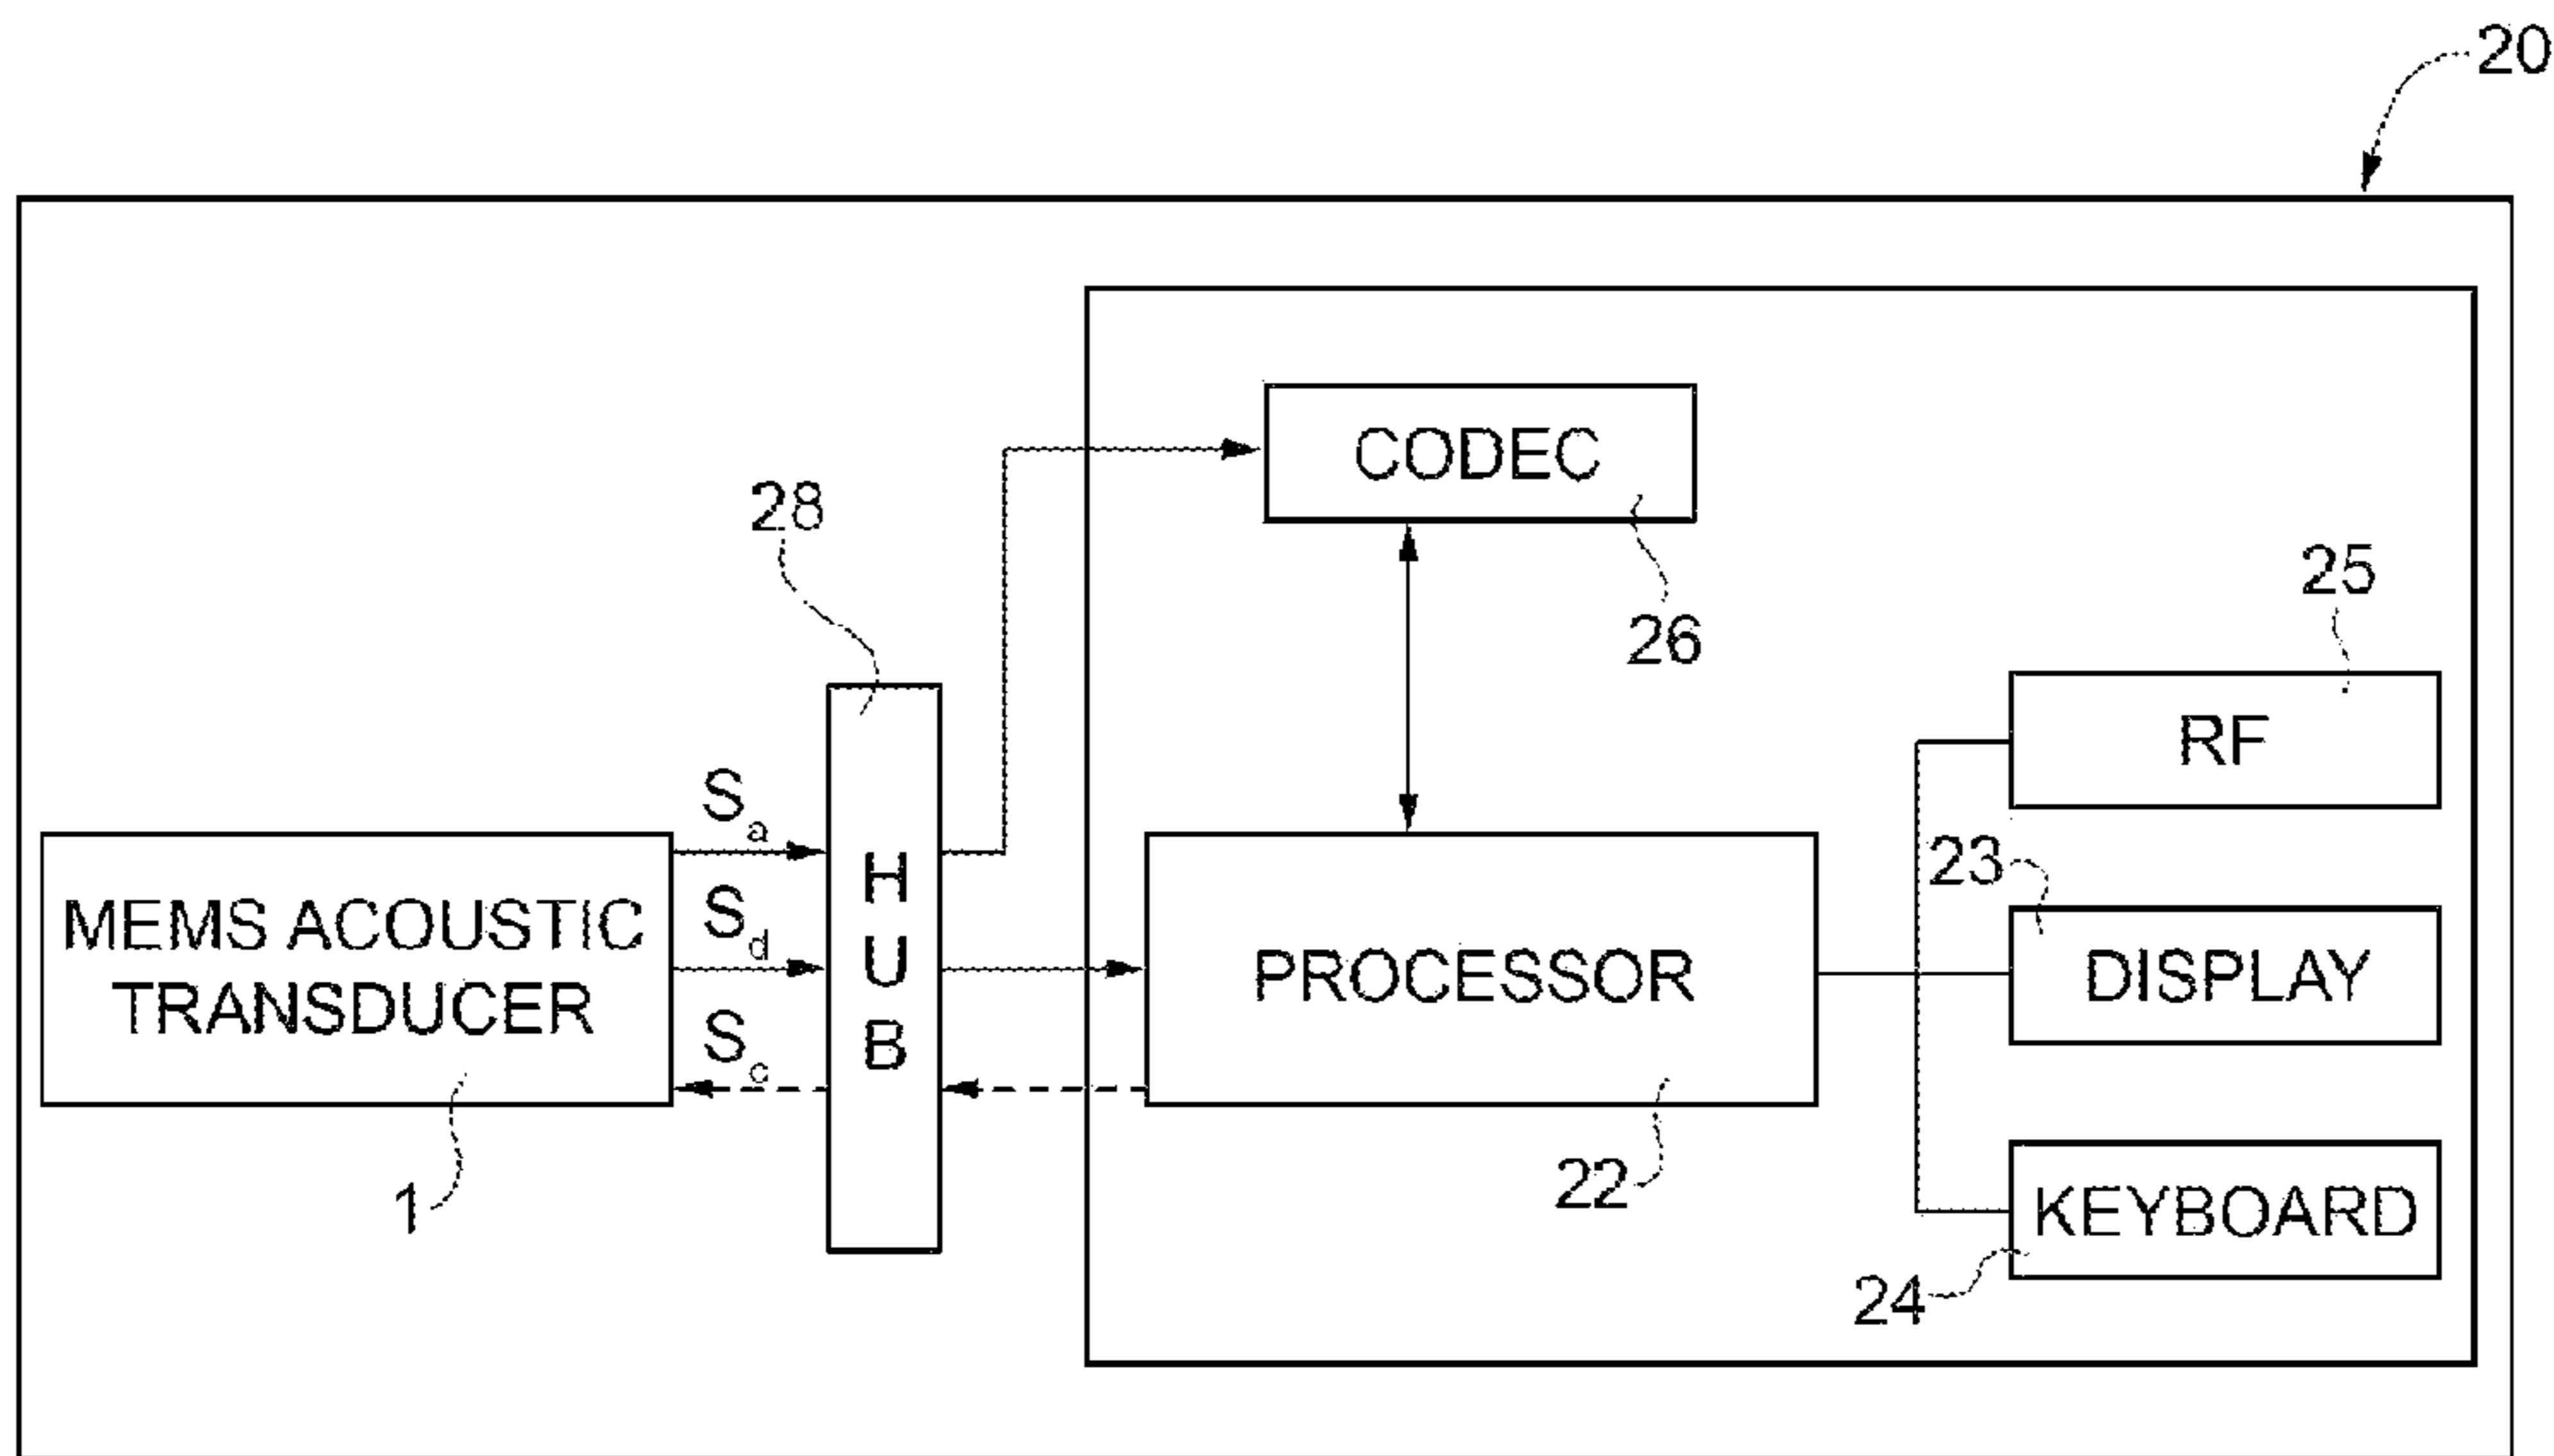 20
CODEC
28
26
25
RF
Sa
23
HUB
MEMS ACOUSTIC
TRANSDUCER
Sd
PROCESSOR
DISPLAY
Sc
1
22
KEYBOARD
24